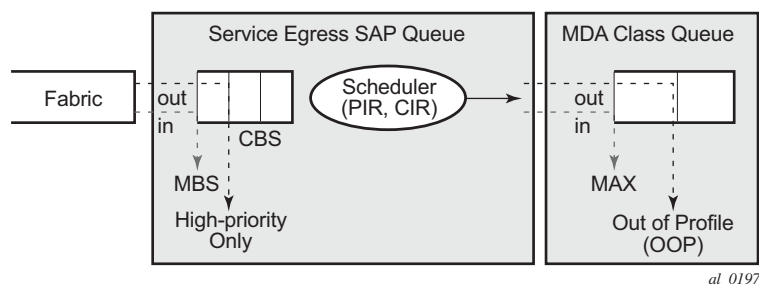 Service Egress SAP Queue
MDA Class Queue
Fabric
out
in
CBS
MBS
High-priority
Only
Scheduler
(PIR, CIR)
out
in
MAX
Out of Profile
(OOP)
al_0197